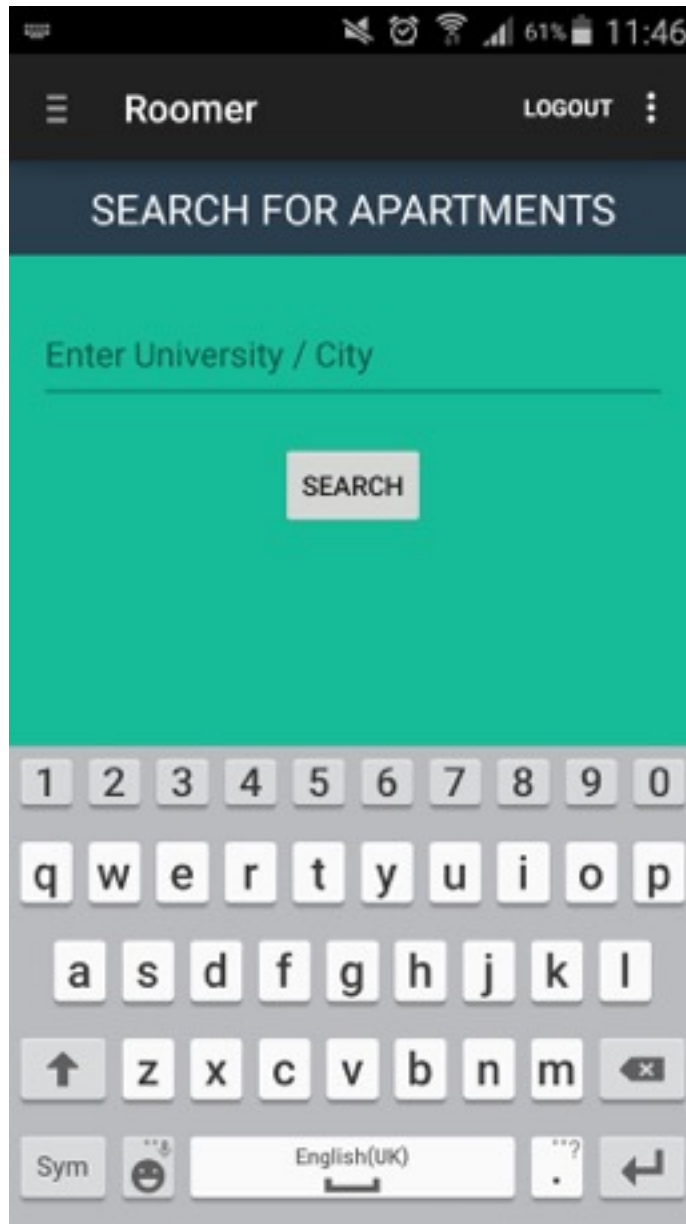 61% 11:46
Roomer LOGOUT
SEARCH FOR APARTMENTS
Enter University / City
SEARCH
1 2 3 4 5 6 7 8 9 0
q w e r t y u i o p
a s d f g h j k l
z x c v b n m
Sym English(UK) . ?